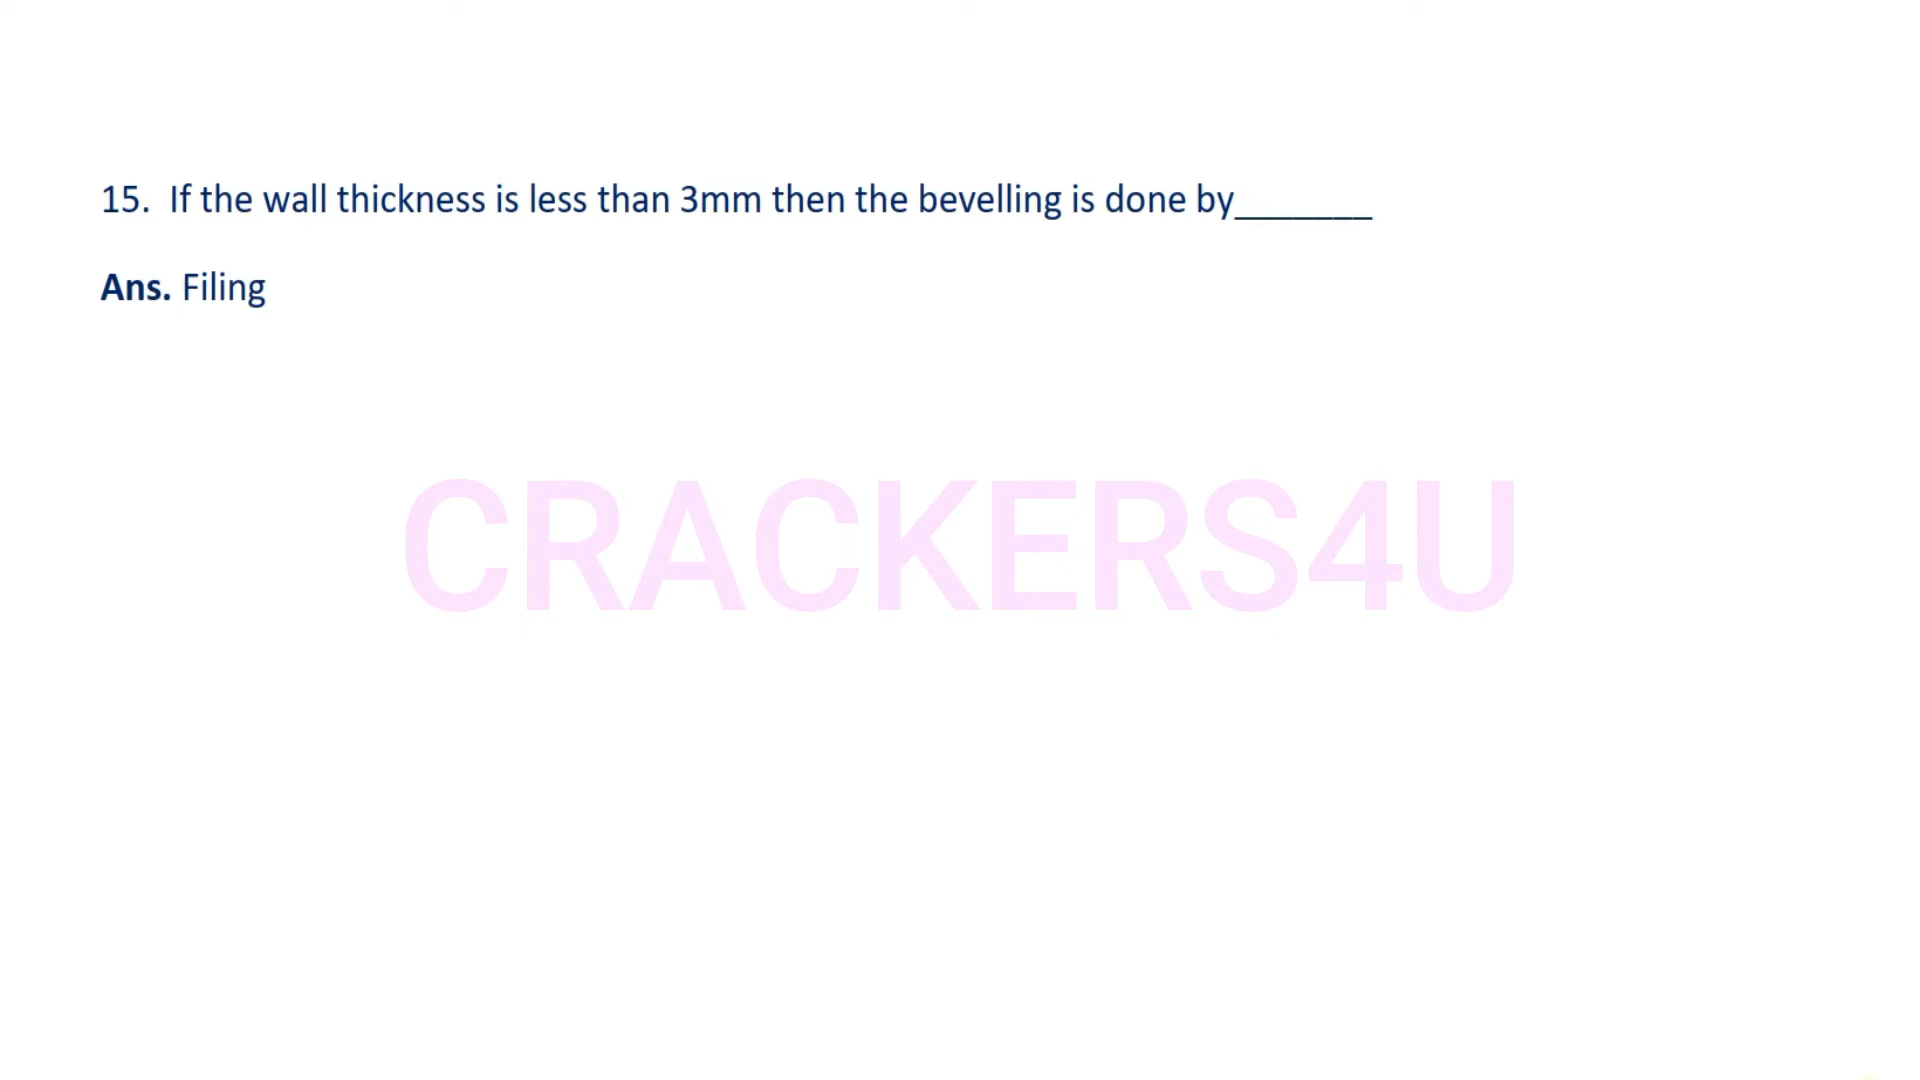 15. If the wall thickness is less than 3mm then the bevelling is done by_______
Ans. Filing
CRACKERS4U